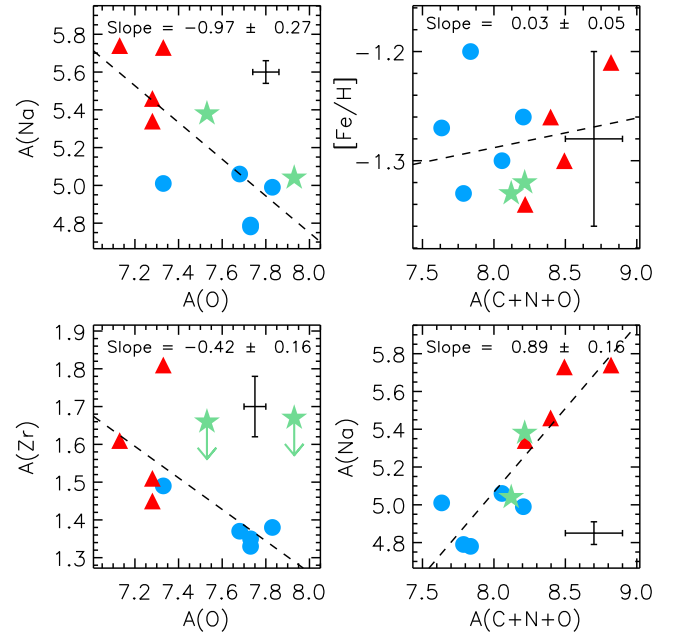 Slope = −0.97 ± 0.27
5.8
5.6
5.4
5.2
5.0
4.8
A(Na)
7.2 7.4 7.6 7.8 8.0
A(O)
Slope = 0.03 ± 0.05
−1.2
−1.3
[Fe/H]
7.5 8.0 8.5 9.0
A(C+N+O)
Slope = −0.42 ± 0.16
1.9
1.8
1.7
1.6
1.5
1.4
1.3
A(Zr)
7.2 7.4 7.6 7.8 8.0
A(O)
Slope = 0.89 ± 0.16
5.8
5.6
5.4
5.2
5.0
4.8
A(Na)
7.5 8.0 8.5 9.0
A(C+N+O)